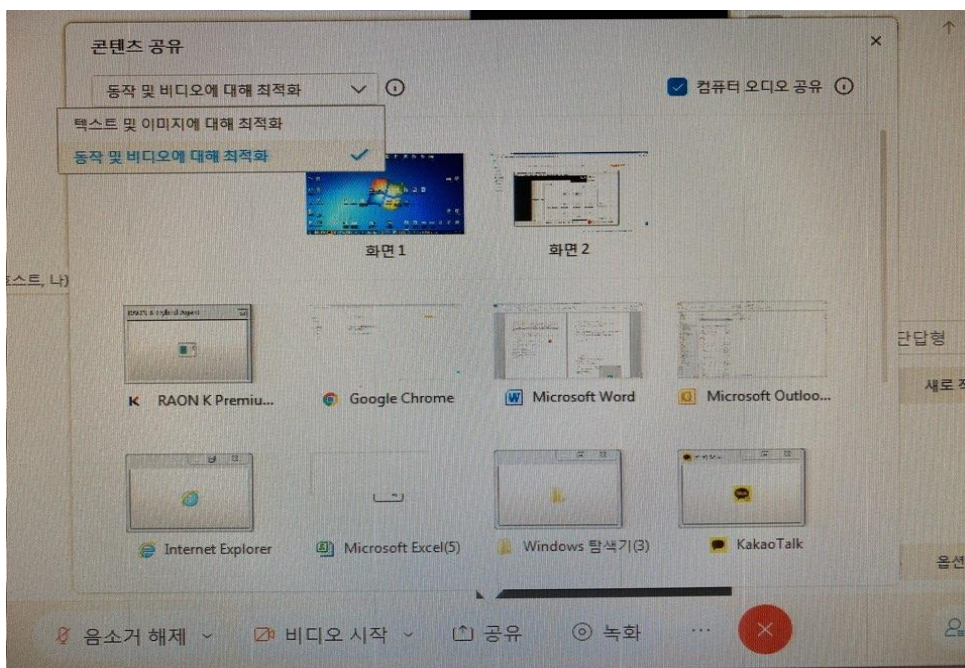 콘텐츠 공유
동작 및 비디오에 대해 최적화
컴퓨터 오디오 공유
텍스트 및 이미지에 대해 최적화
동작 및 비디오에 대해 최적화
화면 1
화면 2
스트, 나)
단답형
새로
RAON K Premiu...
Google Chrome
Microsoft Word
Microsoft Outloo...
Internet Explorer
Microsoft Excel(5)
Windows 탐색기(3)
KakaoTalk
옵션
음소거 해제
비디오 시작
공유
녹화